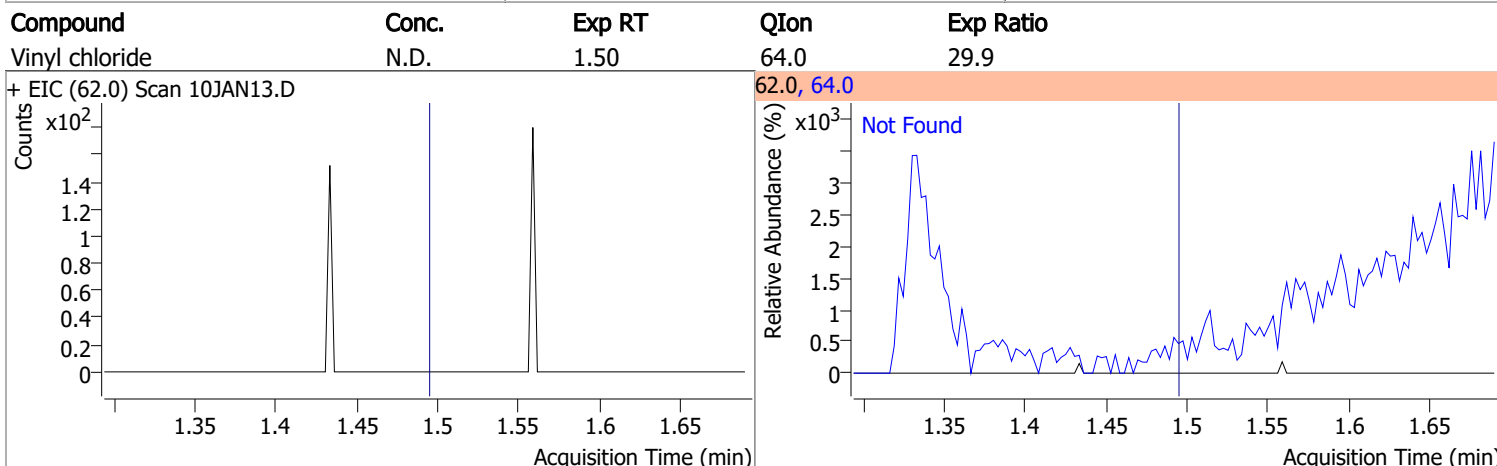 Compound Conc. Exp RT QIon Exp Ratio
Vinyl chloride N.D. 1.50 64.0 29.9
+ EIC (62.0) Scan 10JAN13.D
Counts
x10²
1.4
1.2
1
0.8
0.6
0.4
0.2
0
1.35 1.4 1.45 1.5 1.55 1.6 1.65
Acquisition Time (min)
62.0, 64.0
Relative Abundance (%)
x10³
Not Found
3
2.5
2
1.5
1
0.5
0
1.35 1.4 1.45 1.5 1.55 1.6 1.65
Acquisition Time (min)